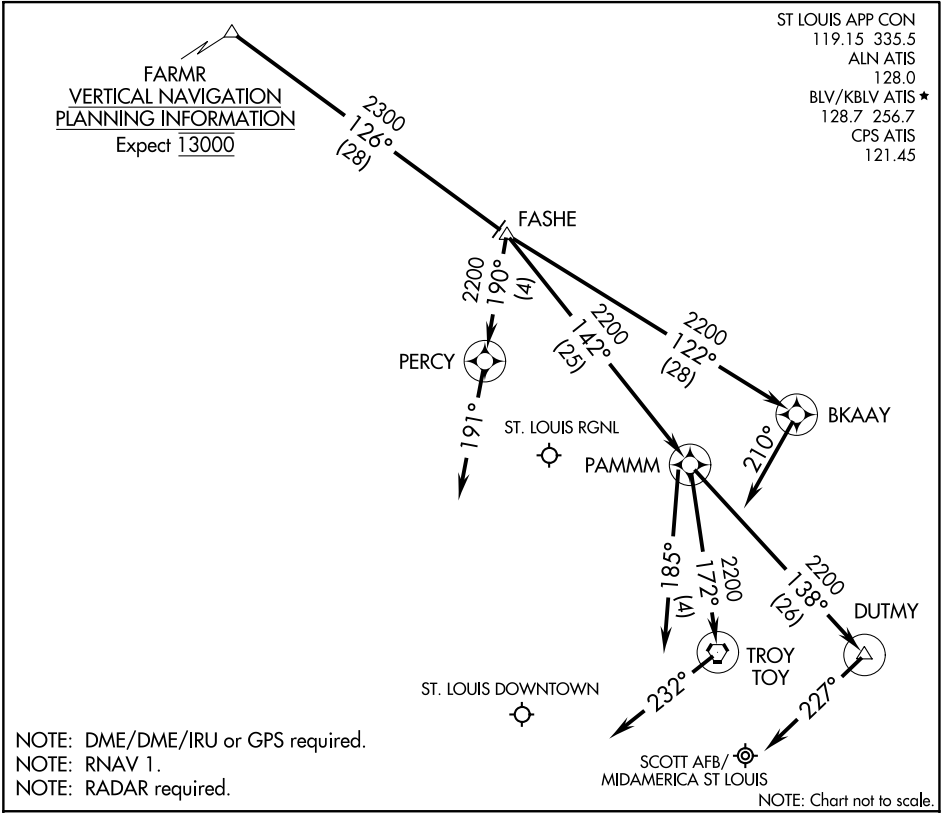 ST LOUIS APP CON
119.15 335.5
ALN ATIS
128.0
BLV/KBLV ATIS ★
128.7 256.7
CPS ATIS
121.45
FARMR
VERTICAL NAVIGATION
PLANNING INFORMATION
Expect 13000
2300
126°
(28)
FASHE
2200
190°
(4)
2200
142°
(25)
2200
122°
(28)
PERCY
191°
BKAAY
210°
ST. LOUIS RGNL
PAMMM
185°
(4)
2200
172°
2200
138°
(26)
DUTMY
TROY
TOY
232°
227°
ST. LOUIS DOWNTOWN
SCOTT AFB/
MIDAMERICA ST LOUIS
NOTE: DME/DME/IRU or GPS required.
NOTE: RNAV 1.
NOTE: RADAR required.
NOTE: Chart not to scale.